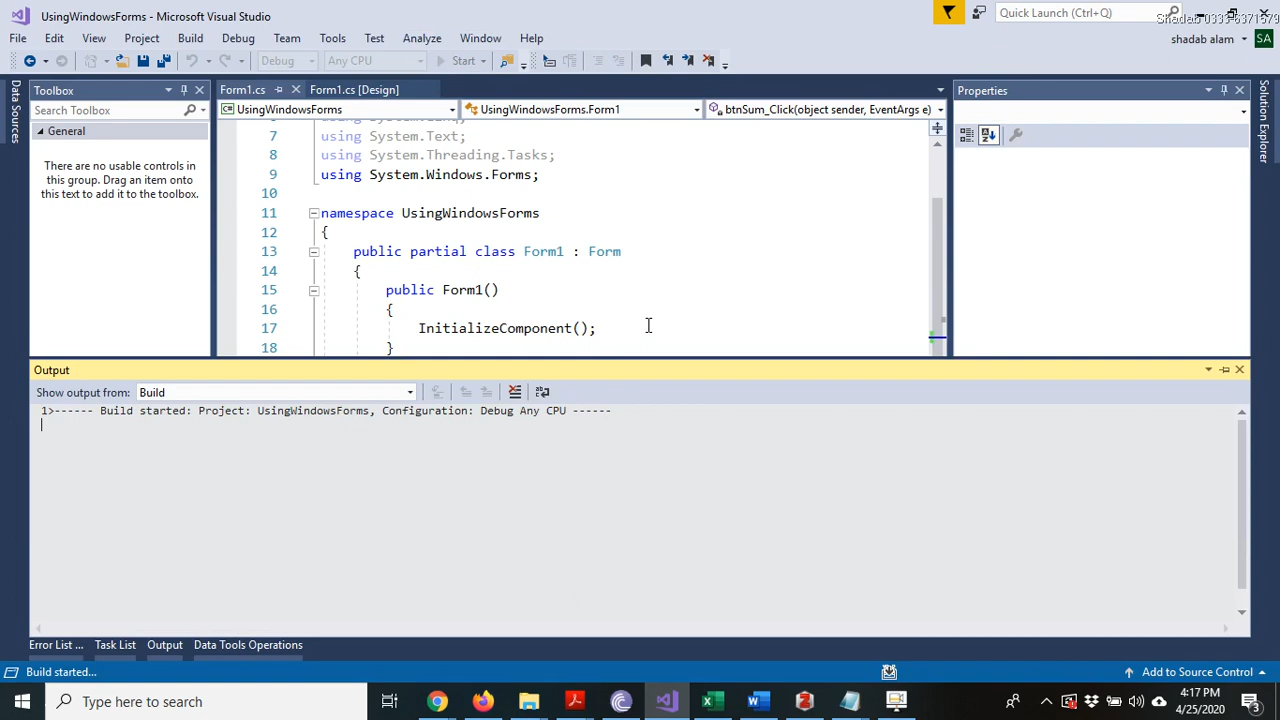 UsingWindowsForms - Microsoft Visual Studio
Quick Launch (Ctrl+Q)
File Edit View Project Build Debug Team Tools Test Analyze Window Help
shadab alam SA
Debug Any CPU Start
Data Sources
Toolbox
Search Toolbox
General
There are no usable controls in
this group. Drag an item onto
this text to add it to the toolbox.
Form1.cs Form1.cs [Design]
UsingWindowsForms UsingWindowsForms.Form1 btnSum_Click(object sender, EventArgs e)
7 using System.Text;
8 using System.Threading.Tasks;
9 using System.Windows.Forms;
10
11 namespace UsingWindowsForms
12 {
13 public partial class Form1 : Form
14 {
15 public Form1()
16 {
17 InitializeComponent();
18 }
Properties
Solution Explorer
Output
Show output from: Build
1>------ Build started: Project: UsingWindowsForms, Configuration: Debug Any CPU ------
Error List ... Task List Output Data Tools Operations
Build started...
Add to Source Control
Type here to search
4:17 PM
4/25/2020
3